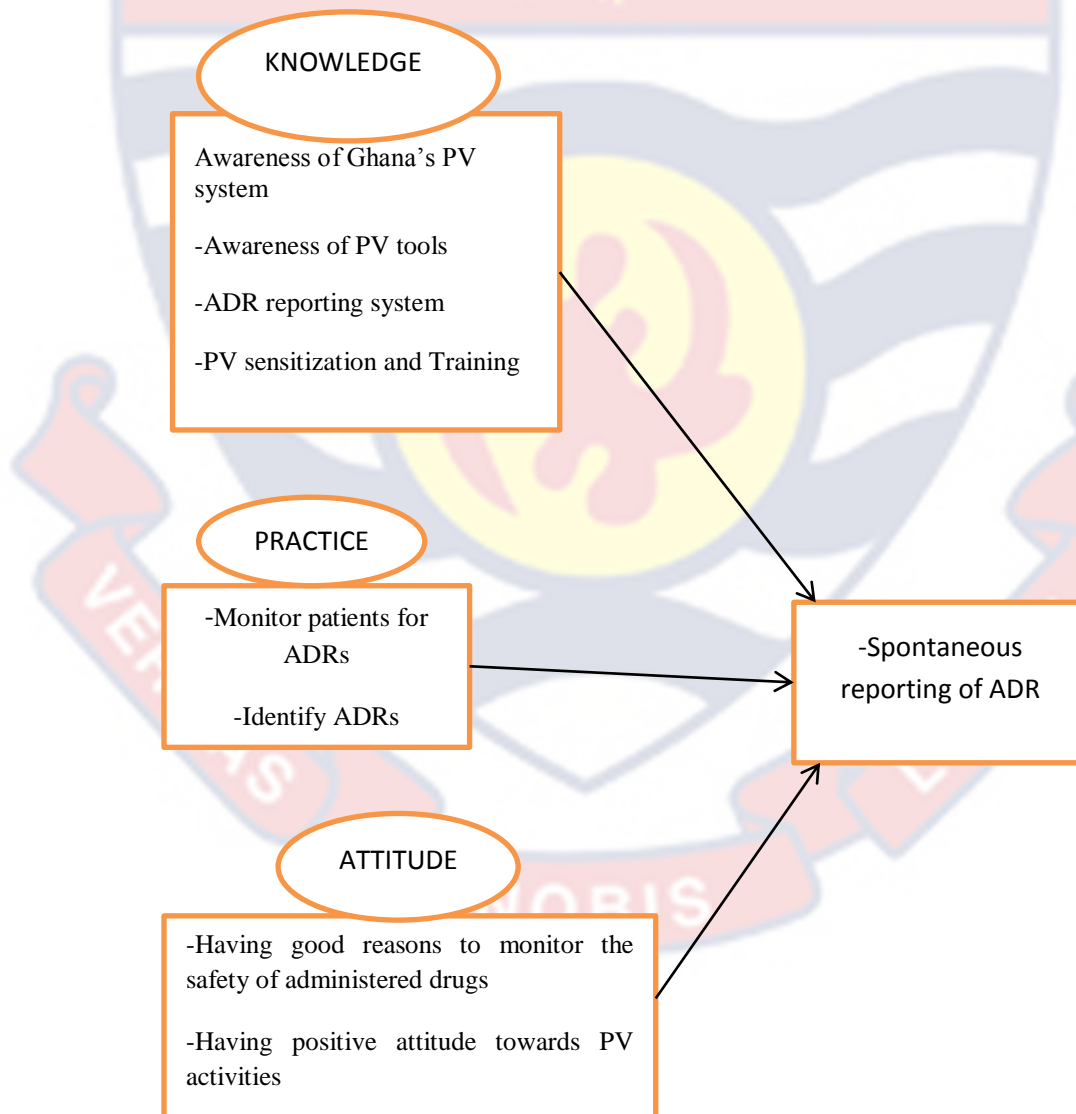 KNOWLEDGE
Awareness of Ghana’s PV
system
-Awareness of PV tools
-ADR reporting system
-PV sensitization and Training
PRACTICE
-Monitor patients for
ADRs
-Identify ADRs
-Spontaneous
reporting of ADR
ATTITUDE
-Having good reasons to monitor the
safety of administered drugs
-Having positive attitude towards PV
activities
NOBIS